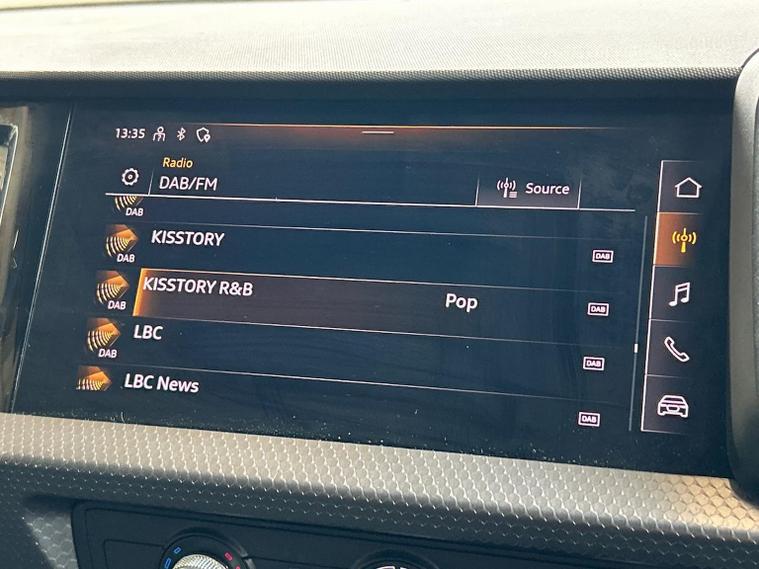 13:35
Radio
DAB/FM
Source
DAB
KISSTORY
DAB
DAB
KISSTORY R&B
Pop
DAB
DAB
LBC
DAB
DAB
LBC News
DAB